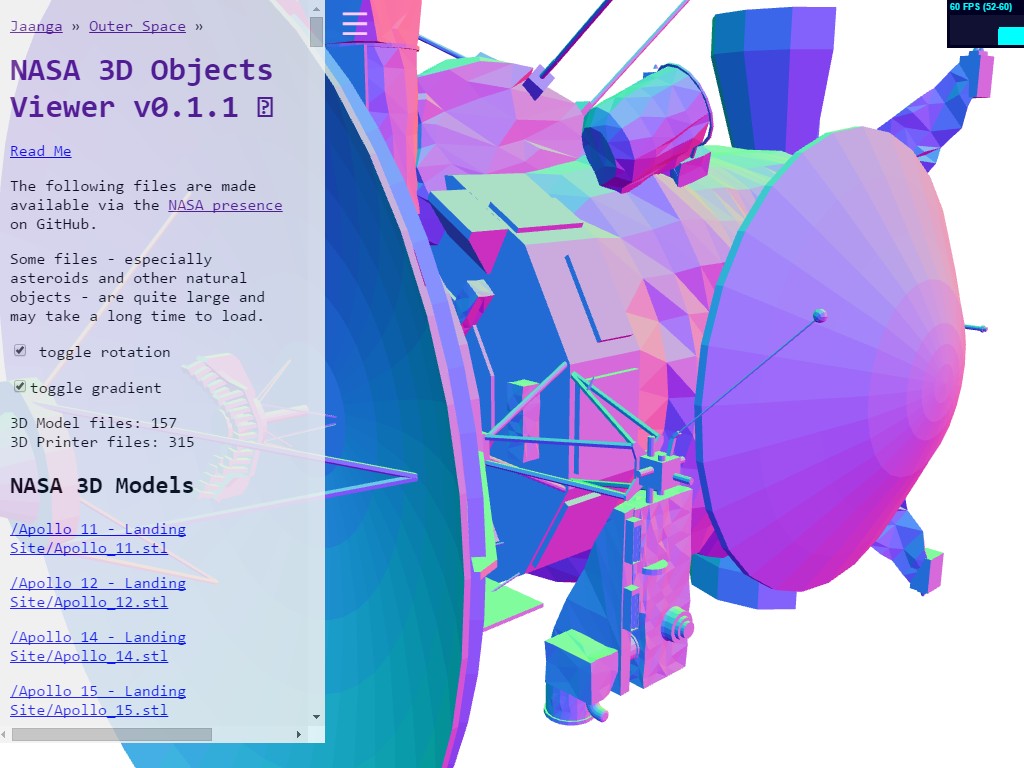 Jaanga » Outer Space »
60 FPS (52-60)
NASA 3D Objects
Viewer v0.1.1
Read Me
The following files are made
available via the NASA presence
on GitHub.
Some files - especially
asteroids and other natural
objects - are quite large and
may take a long time to load.
toggle rotation
toggle gradient
3D Model files: 157
3D Printer files: 315
NASA 3D Models
/Apollo 11 - Landing
Site/Apollo_11.stl
/Apollo 12 - Landing
Site/Apollo_12.stl
/Apollo 14 - Landing
Site/Apollo_14.stl
/Apollo 15 - Landing
Site/Apollo_15.stl